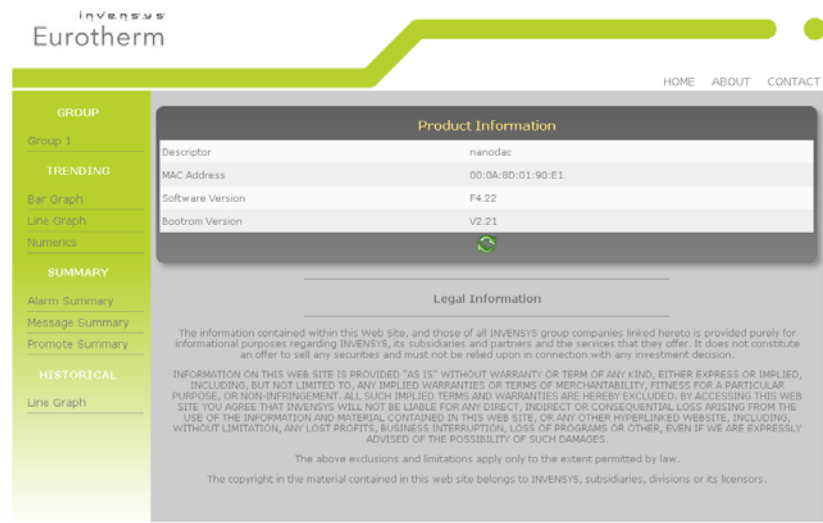 invensys
Eurotherm
HOME ABOUT CONTACT
GROUP
Group 1
TRENDING
Bar Graph
Line Graph
Numerics
SUMMARY
Alarm Summary
Message Summary
Promote Summary
HISTORICAL
Line Graph
Product Information
Descriptor nanodac
MAC Address 00:0A:8D:01:90:E1
Software Version F4.22
Bootrom Version V2.21
Legal Information
The information contained within this Web Site, and those of all INVENSYS group companies linked hereto is provided purely for
informational purposes regarding INVENSYS, its subsidiaries and partners and the services that they offer. It does not constitute
an offer to sell any securities and must not be relied upon in connection with any investment decision.
INFORMATION ON THIS WEB SITE IS PROVIDED "AS IS" WITHOUT WARRANTY OR TERM OF ANY KIND, EITHER EXPRESS OR IMPLIED,
INCLUDING, BUT NOT LIMITED TO, ANY IMPLIED WARRANTIES OR TERMS OF MERCHANTABILITY, FITNESS FOR A PARTICULAR
PURPOSE, OR NON-INFRINGEMENT. ALL SUCH IMPLIED TERMS AND WARRANTIES ARE HEREBY EXCLUDED. BY ACCESSING THIS WEB
SITE YOU AGREE THAT INVENSYS WILL NOT BE LIABLE FOR ANY DIRECT, INDIRECT OR CONSEQUENTIAL LOSS ARISING FROM THE
USE OF THE INFORMATION AND MATERIAL CONTAINED IN THIS WEB SITE, OR ANY OTHER HYPERLINKED WEBSITE, INCLUDING,
WITHOUT LIMITATION, ANY LOST PROFITS, BUSINESS INTERRUPTION, LOSS OF PROGRAMS OR OTHER, EVEN IF WE ARE EXPRESSLY
ADVISED OF THE POSSIBILITY OF SUCH DAMAGES.
The above exclusions and limitations apply only to the extent permitted by law.
The copyright in the material contained in this web site belongs to INVENSYS, subsidiaries, divisions or its licensors.